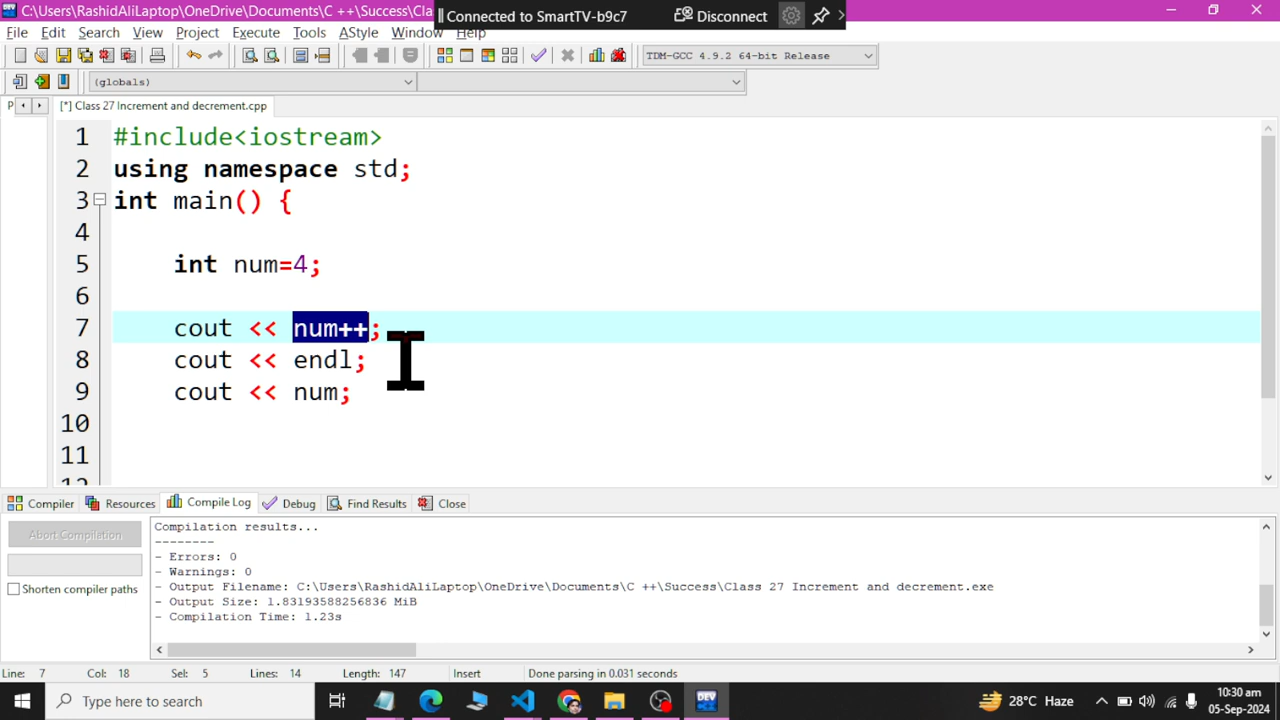 C:\Users\RashidAliLaptop\OneDrive\Documents\C ++\Success\Cla
Connected to SmartTV-b9c7
Disconnect
File Edit Search View Project Execute Tools AStyle Window Help
TDM-GCC 4.9.2 64-bit Release
(globals)
P
[*] Class 27 Increment and decrement.cpp
1 #include<iostream>
2 using namespace std;
3 int main() {
4
5 int num=4;
6
7 cout << num++;
8 cout << endl;
9 cout << num;
10
11
12
Compiler Resources Compile Log Debug Find Results Close
Abort Compilation
Shorten compiler paths
Compilation results...
--------
- Errors: 0
- Warnings: 0
- Output Filename: C:\Users\RashidAliLaptop\OneDrive\Documents\C ++\Success\Class 27 Increment and decrement.exe
- Output Size: 1.83193588256836 MiB
- Compilation Time: 1.23s
Line: 7 Col: 18 Sel: 5 Lines: 14 Length: 147 Insert Done parsing in 0.031 seconds
Type here to search
DEV
28°C Haze
10:30 am
05-Sep-2024